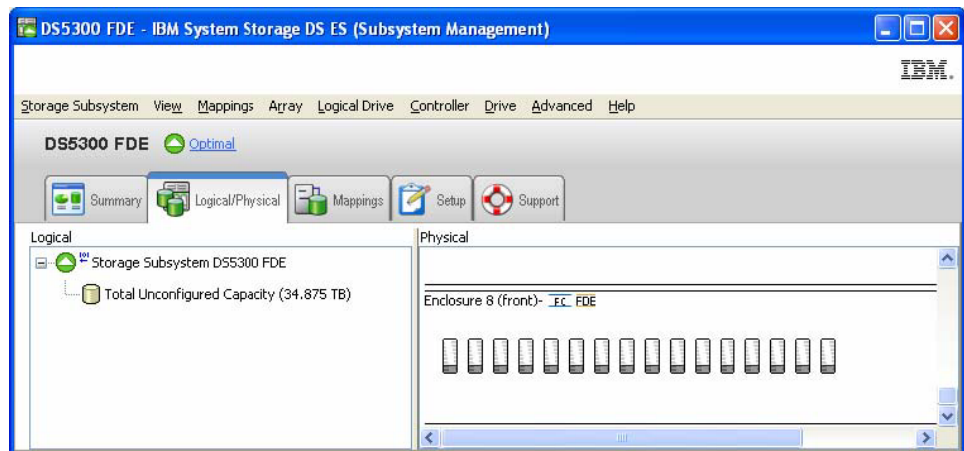 DS5300 FDE - IBM System Storage DS ES (Subsystem Management)
IBM.
Storage Subsystem View Mappings Array Logical Drive Controller Drive Advanced Help
DS5300 FDE Optimal
Summary Logical/Physical Mappings Setup Support
Logical
Storage Subsystem DS5300 FDE
Total Unconfigured Capacity (34.875 TB)
Physical
Enclosure 8 (front)- FC FDE